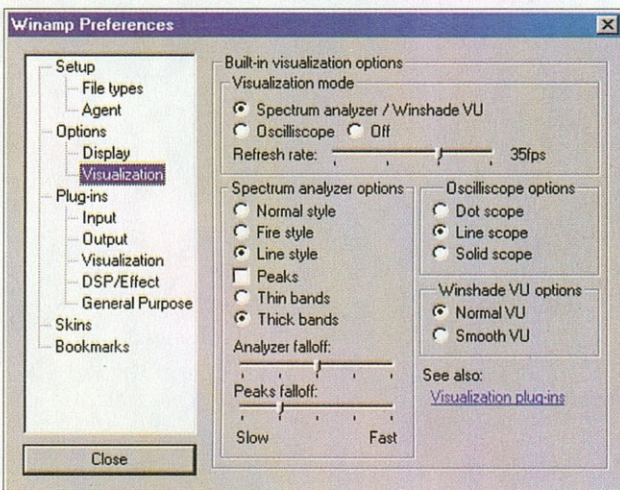 Winamp Preferences
Setup
File types
Agent
Options
Display
Visualization
Plug-ins
Input
Output
Visualization
DSP/Effect
General Purpose
Skins
Bookmarks
Close
Built-in visualization options
Visualization mode
Spectrum analyzer / Winshade VU
Oscilliscope Off
Refresh rate: 35fps
Spectrum analyzer options
Normal style
Fire style
Line style
Peaks
Thin bands
Thick bands
Analyzer falloff:
Peaks falloff:
Slow Fast
Oscilliscope options
Dot scope
Line scope
Solid scope
Winshade VU options
Normal VU
Smooth VU
See also:
Visualization plug-ins